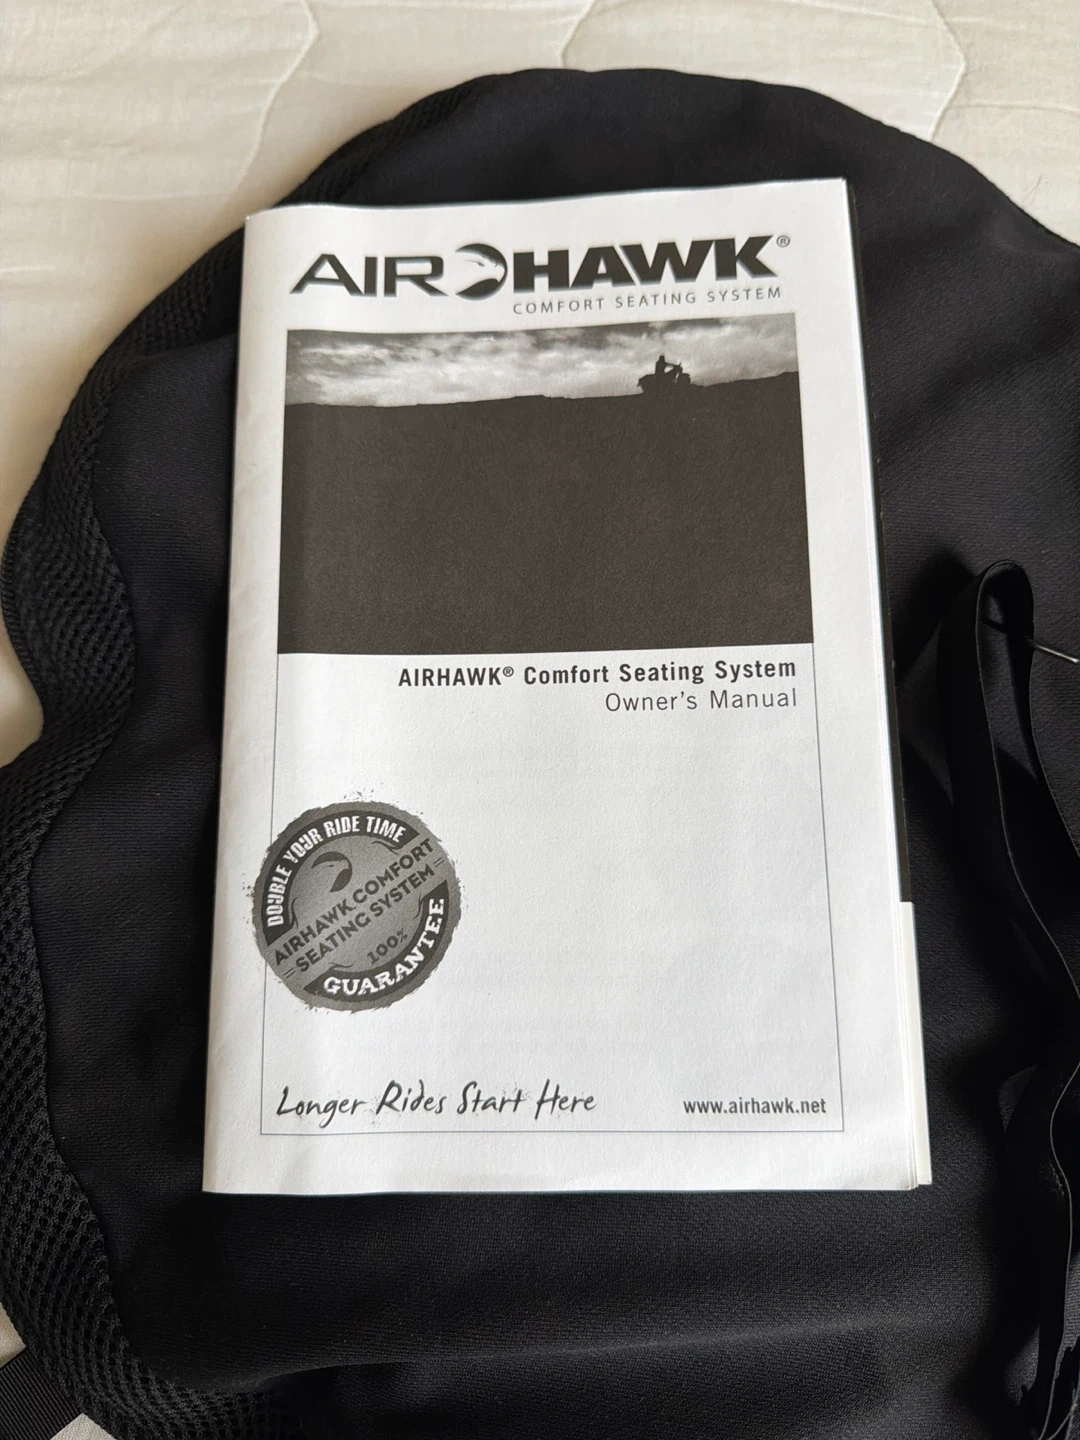 AIRHAWK®
COMFORT SEATING SYSTEM
AIRHAWK® Comfort Seating System
Owner's Manual
DOUBLE YOUR RIDE TIME
AIRHAWK COMFORT
SEATING SYSTEM
100%
GUARANTEE
Longer Rides Start Here
www.airhawk.net